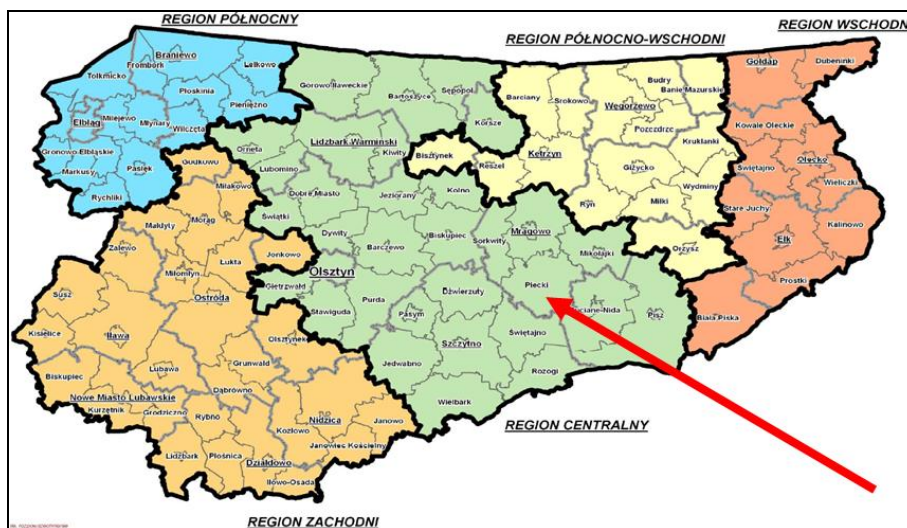 REGION PÓŁNOCNY
REGION WSCHODNI
REGION PÓŁNOCNO-WSCHODNI
Braniewo
Frombork
Lelkowo
Tolkmicko
Płoskinia
Pieniężno
Elbląg
Milejewo
Młynary
Wilczęta
Gronowo-Elbląskie
Markusy
Pasłęk
Rychliki
Gorowo Iławeckie
Bartoszyce
Sępopol
Korsze
Lidzbark Warmiński
Orneta
Kiwity
Lubomino
Bisztynek
Reszel
Barciany
Srokowo
Kętrzyn
Węgorzewo
Budry
Banie Mazurskie
Pozezdrze
Kruklanki
Giżycko
Wydminy
Ryn
Miłki
Orzysz
Gołdap
Dubeninki
Kowale Oleckie
Olecko
Świętajno
Wieliczki
Stare Juchy
Kalinowo
Ełk
Prostki
Biała Piska
Dobre Miasto
Jeziorany
Kolno
Świątki
Dywity
Barczewo
Biskupiec
Sorkwity
Mrągowo
Mikołajki
Olsztyn
Gietrzwałd
Stawiguda
Purda
Pasym
Dźwierzuty
Piecki
Pisz
Szczytno
Świętajno
Jedwabno
Rozogi
Wielbark
Miłakowo
Małdyty
Morąg
Zalewo
Łukta
Jonkowo
Miłomłyn
Ostróda
Susz
Kisielice
Iława
Olsztynek
Biskupiec
Lubawa
Grunwald
Dąbrówno
Nowe Miasto Lubawskie
Kurzętnik
Grodziczno
Rybno
Nidzica
Kozłowo
Janowo
Janowiec Kościelny
Lidzbark
Płośnica
Działdowo
Iłowo-Osada
REGION CENTRALNY
REGION ZACHODNI